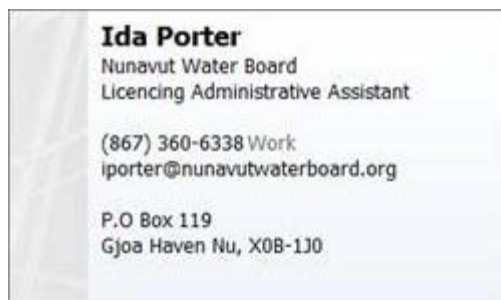 Ida Porter
Nunavut Water Board
Licencing Administrative Assistant
(867) 360-6338 Work
iporter@nunavutwaterboard.org
P.O Box 119
Gjoa Haven Nu, X0B-1J0